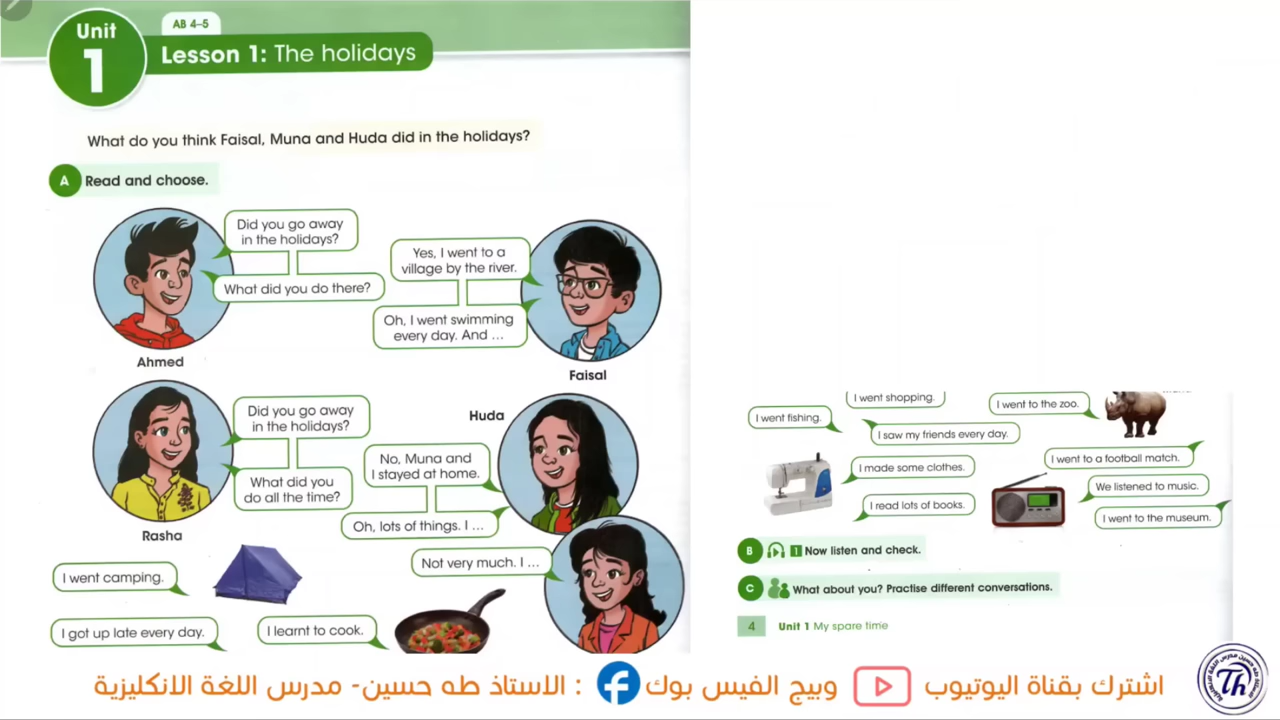 Unit
1
AB 4–5
Lesson 1: The holidays
What do you think Faisal, Muna and Huda did in the holidays?
A Read and choose.
Did you go away
in the holidays?
What did you do there?
Yes, I went to a
village by the river.
Oh, I went swimming
every day. And ...
Ahmed
Faisal
Did you go away
in the holidays?
What did you
do all the time?
Huda
No, Muna and
I stayed at home.
Oh, lots of things. I ...
Rasha
Not very much. I ...
I went camping.
I got up late every day.
I learnt to cook.
I went shopping.
I went fishing.
I went to the zoo.
I saw my friends every day.
I made some clothes.
I went to a football match.
We listened to music.
I read lots of books.
I went to the museum.
B 1 Now listen and check.
C What about you? Practise different conversations.
4 Unit 1 My spare time
اشترك بقناة اليوتيوب وبيج الفيس بوك : الاستاذ طه حسين- مدرس اللغة الانكليزية
Th